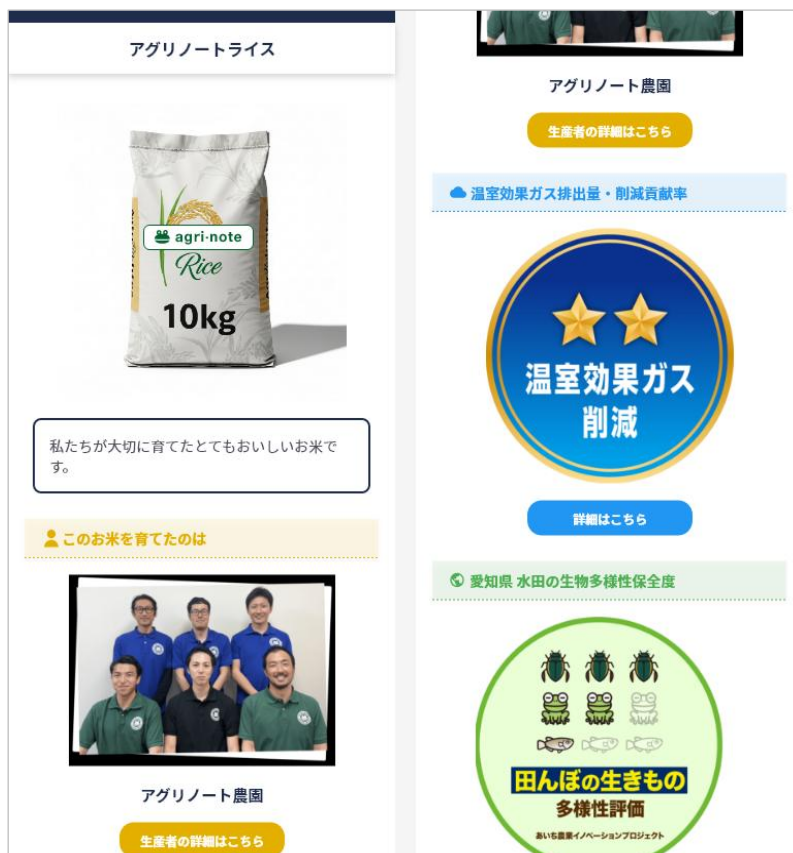 アグリノートライス
agri-note
Rice
10kg
私たちが大切に育てたとてもおいしいお米で
す。
このお米を育てたのは
アグリノート農園
生産者の詳細はこちら
アグリノート農園
生産者の詳細はこちら
温室効果ガス排出量・削減貢献率
温室効果ガス
削減
詳細はこちら
愛知県 水田の生物多様性保全度
田んぼの生きもの
多様性評価
あいち農業イノベーションプロジェクト